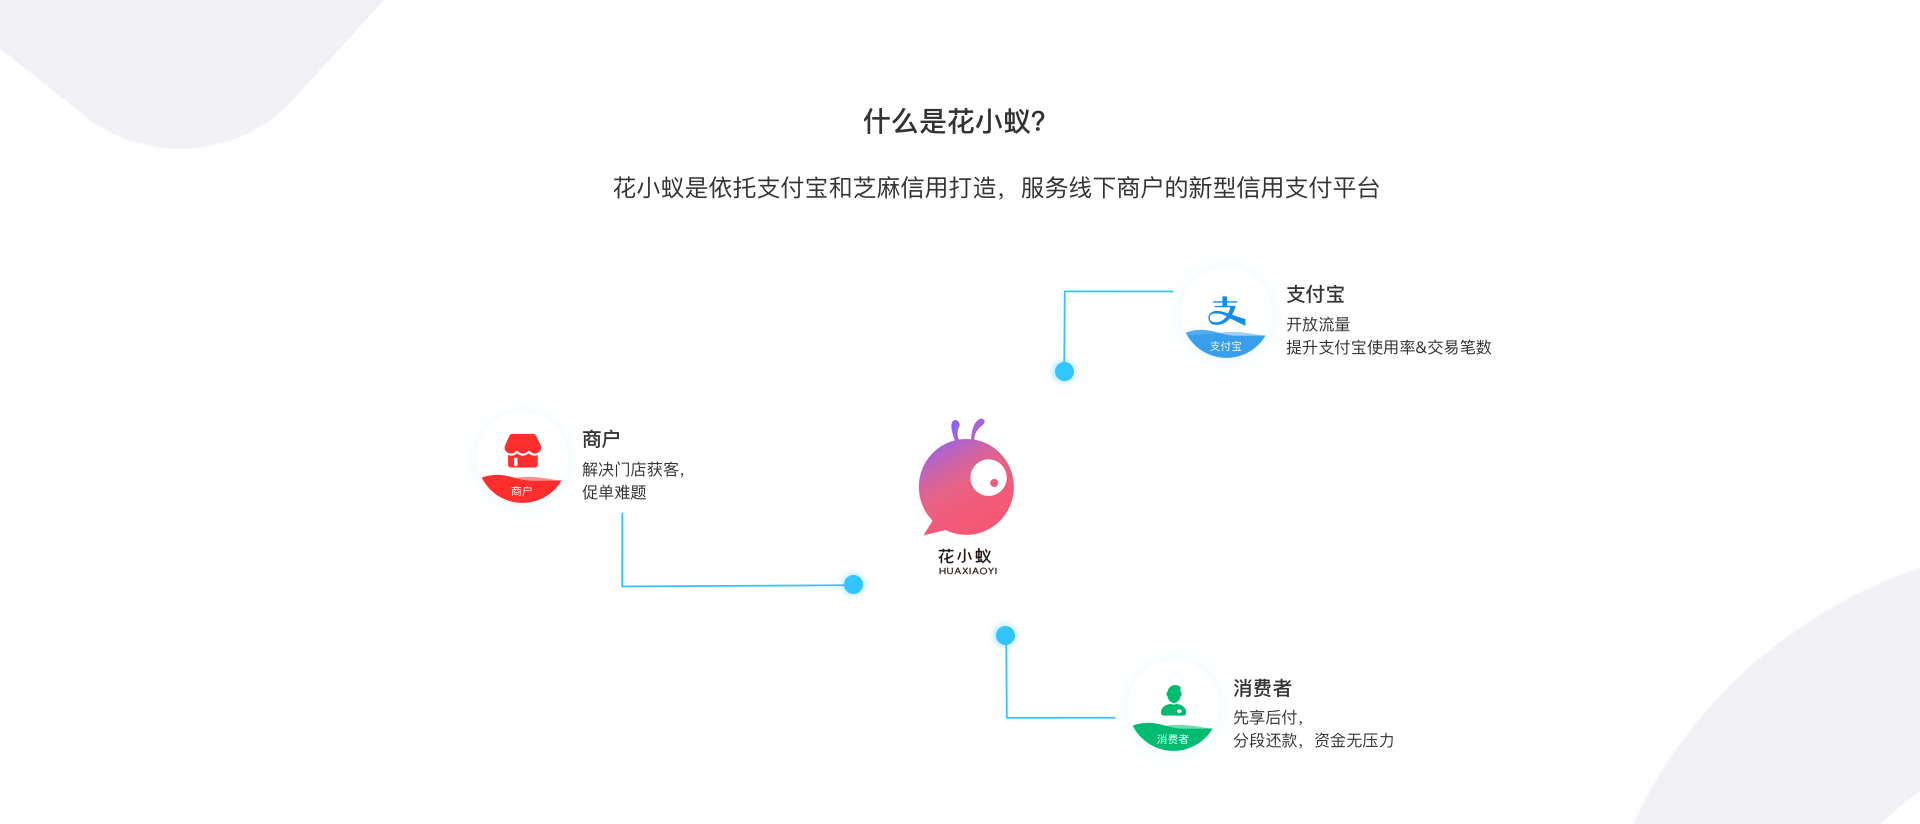 什么是花小蚁?
花小蚁是依托支付宝和芝麻信用打造，服务线下商户的新型信用支付平台
支付宝
支付宝
开放流量
提升支付宝使用率&交易笔数
商户
商户
解决门店获客，
促单难题
花小蚁
HUAXIAOYI
消费者
消费者
先享后付，
分段还款，资金无压力